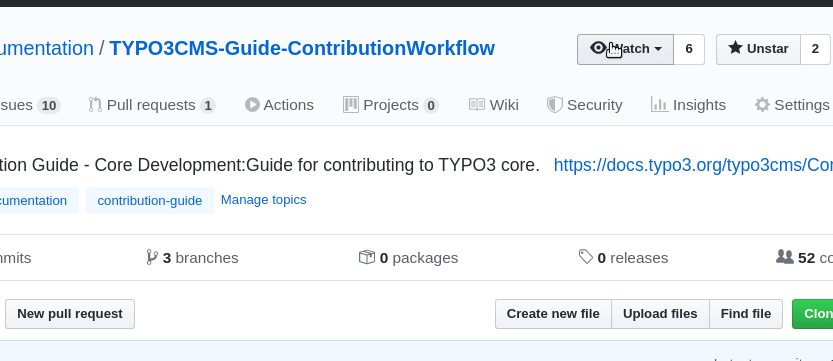 umentation / TYPO3CMS-Guide-ContributionWorkflow atch 6 Unstar 2
sues 10 Pull requests 1 Actions Projects 0 Wiki Security Insights Settings
tion Guide - Core Development:Guide for contributing to TYPO3 core. https://docs.typo3.org/typo3cms/Cor
umentation contribution-guide Manage topics
mmits 3 branches 0 packages 0 releases 52 co
New pull request Create new file Upload files Find file Clon